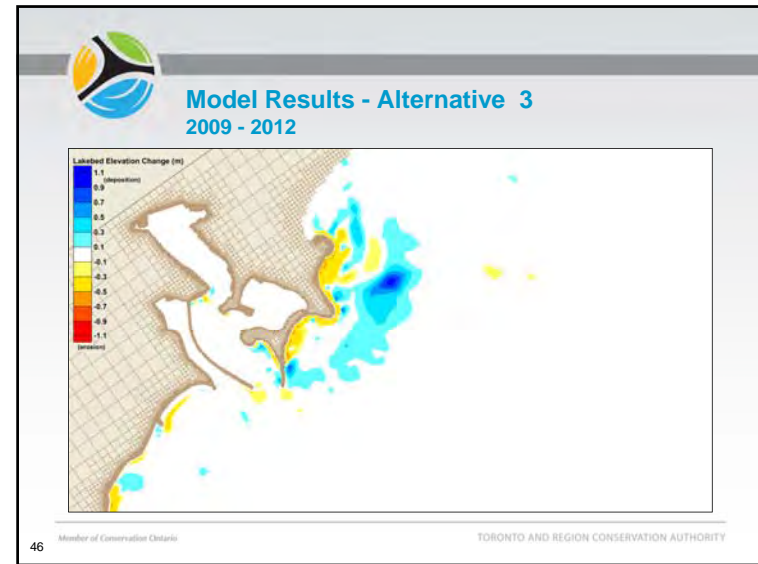 Model Results - Alternative 3
2009 - 2012
Lakebed Elevation Change (m)
1.1
(deposition)
0.9
0.7
0.5
0.3
0.1
-0.1
-0.3
-0.5
-0.7
-0.9
-1.1
(erosion)
46
Member of Conservation Ontario
TORONTO AND REGION CONSERVATION AUTHORITY